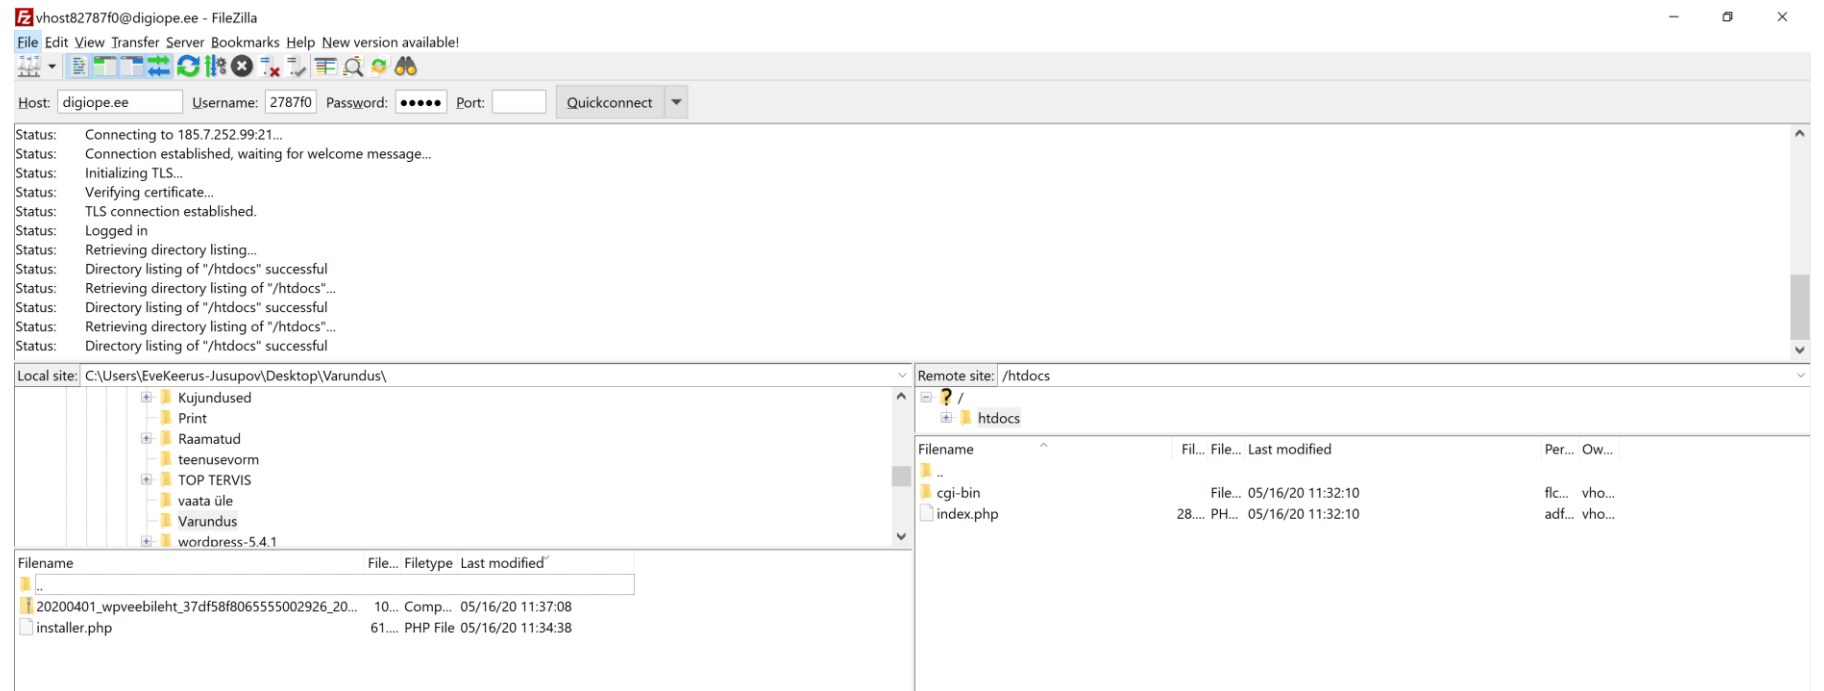 vhost82787f0@digiope.ee - FileZilla
File Edit View Transfer Server Bookmarks Help New version available!
Host: digiope.ee Username: 2787f0 Password: ●●●●● Port: Quickconnect
Status: Connecting to 185.7.252.99:21...
Status: Connection established, waiting for welcome message...
Status: Initializing TLS...
Status: Verifying certificate...
Status: TLS connection established.
Status: Logged in
Status: Retrieving directory listing...
Status: Directory listing of "/htdocs" successful
Status: Retrieving directory listing of "/htdocs"...
Status: Directory listing of "/htdocs" successful
Status: Retrieving directory listing of "/htdocs"...
Status: Directory listing of "/htdocs" successful
Local site: C:\Users\EveKeerus-Jusupov\Desktop\Varundus\
Kujundused
Print
Raamatud
teenusevorm
TOP TERVIS
vaata üle
Varundus
wordpress-5.4.1
Filename File... Filetype Last modified
..
20200401_wpveebileht_37df58f8065555002926_20... 10... Comp... 05/16/20 11:37:08
installer.php 61.... PHP File 05/16/20 11:34:38
Remote site: /htdocs
/
htdocs
Filename Fil... File... Last modified Per... Ow...
..
cgi-bin File... 05/16/20 11:32:10 flc... vho...
index.php 28.... PH... 05/16/20 11:32:10 adf... vho...